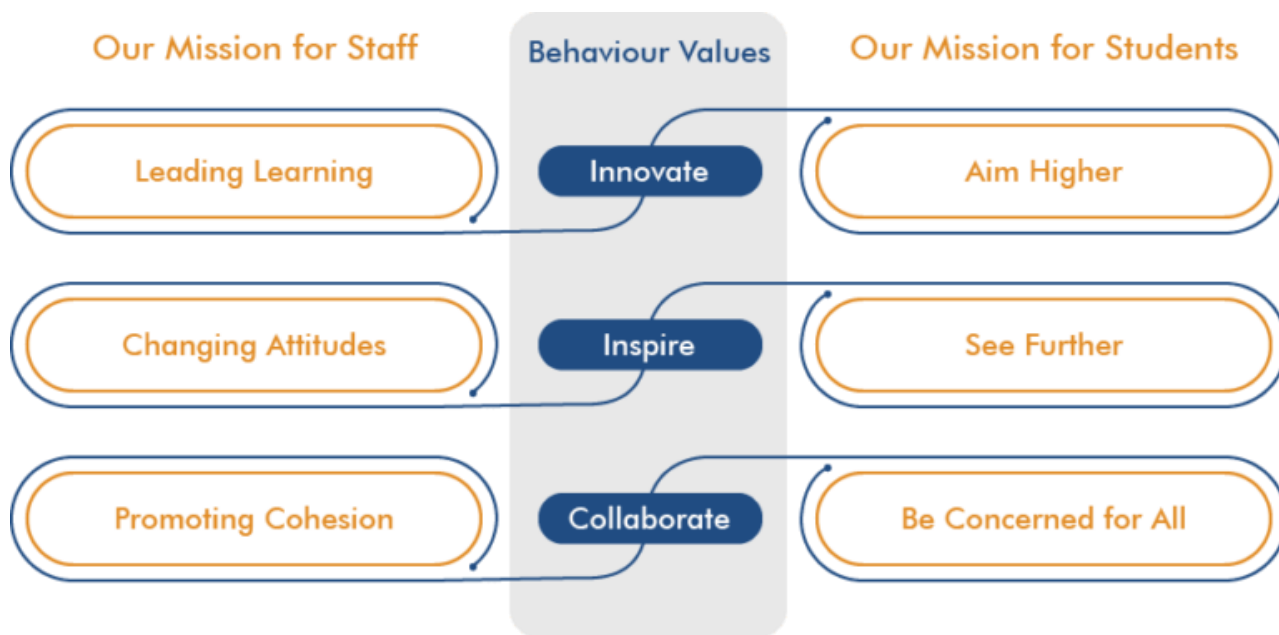 Our Mission for Staff
Behaviour Values
Our Mission for Students
Leading Learning
Innovate
Aim Higher
Changing Attitudes
Inspire
See Further
Promoting Cohesion
Collaborate
Be Concerned for All